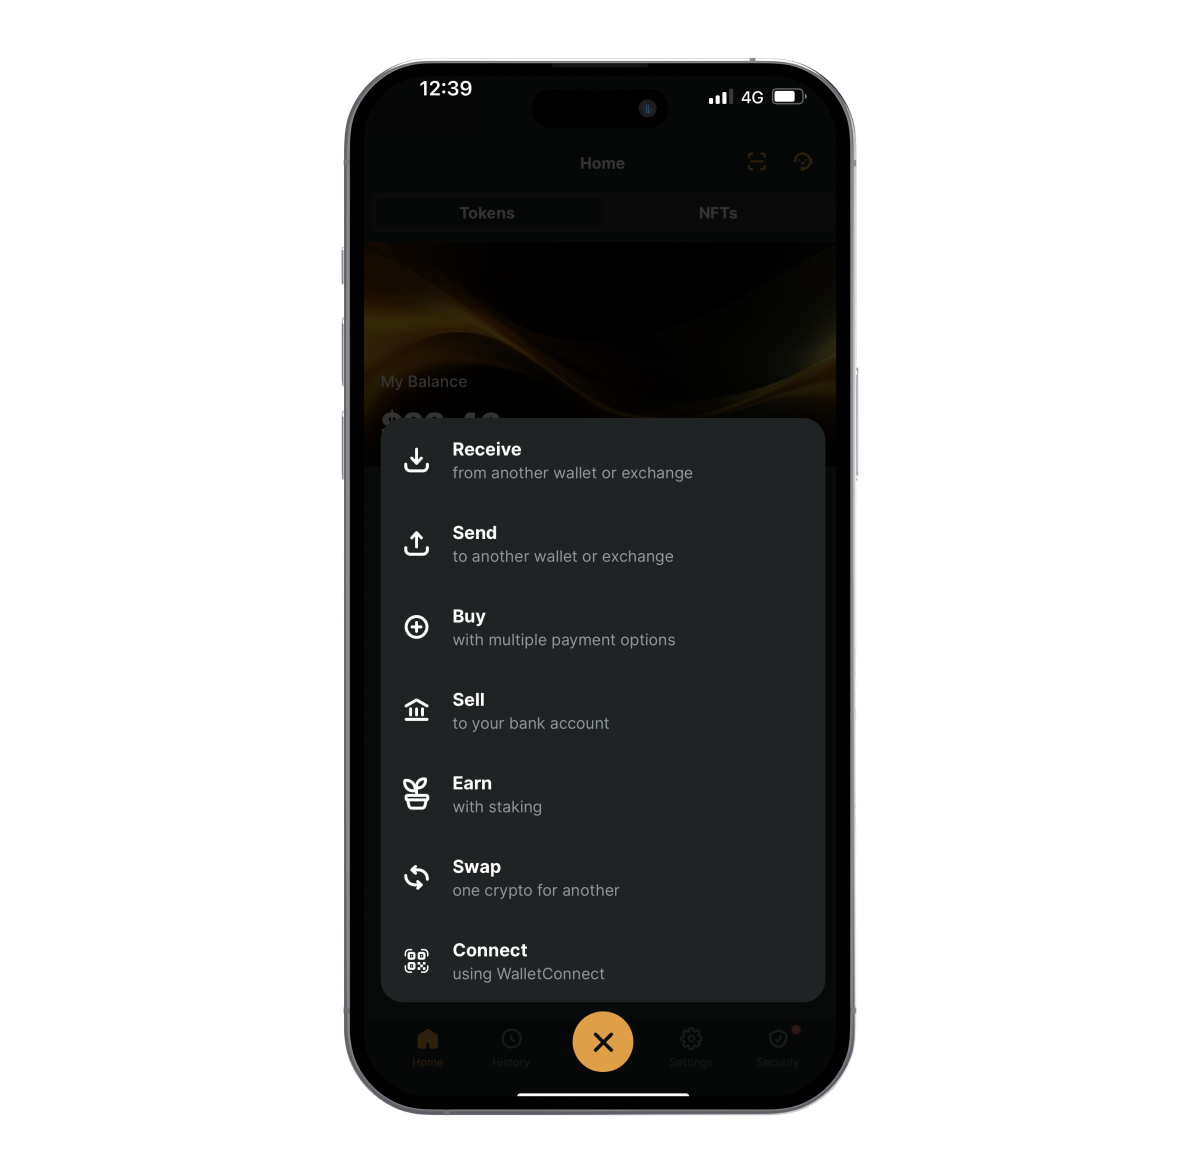 12:39
4G
Home
Tokens
NFTs
My Balance
Receive
from another wallet or exchange
Send
to another wallet or exchange
Buy
with multiple payment options
Sell
to your bank account
Earn
with staking
Swap
one crypto for another
Connect
using WalletConnect
Home
History
Settings
Security